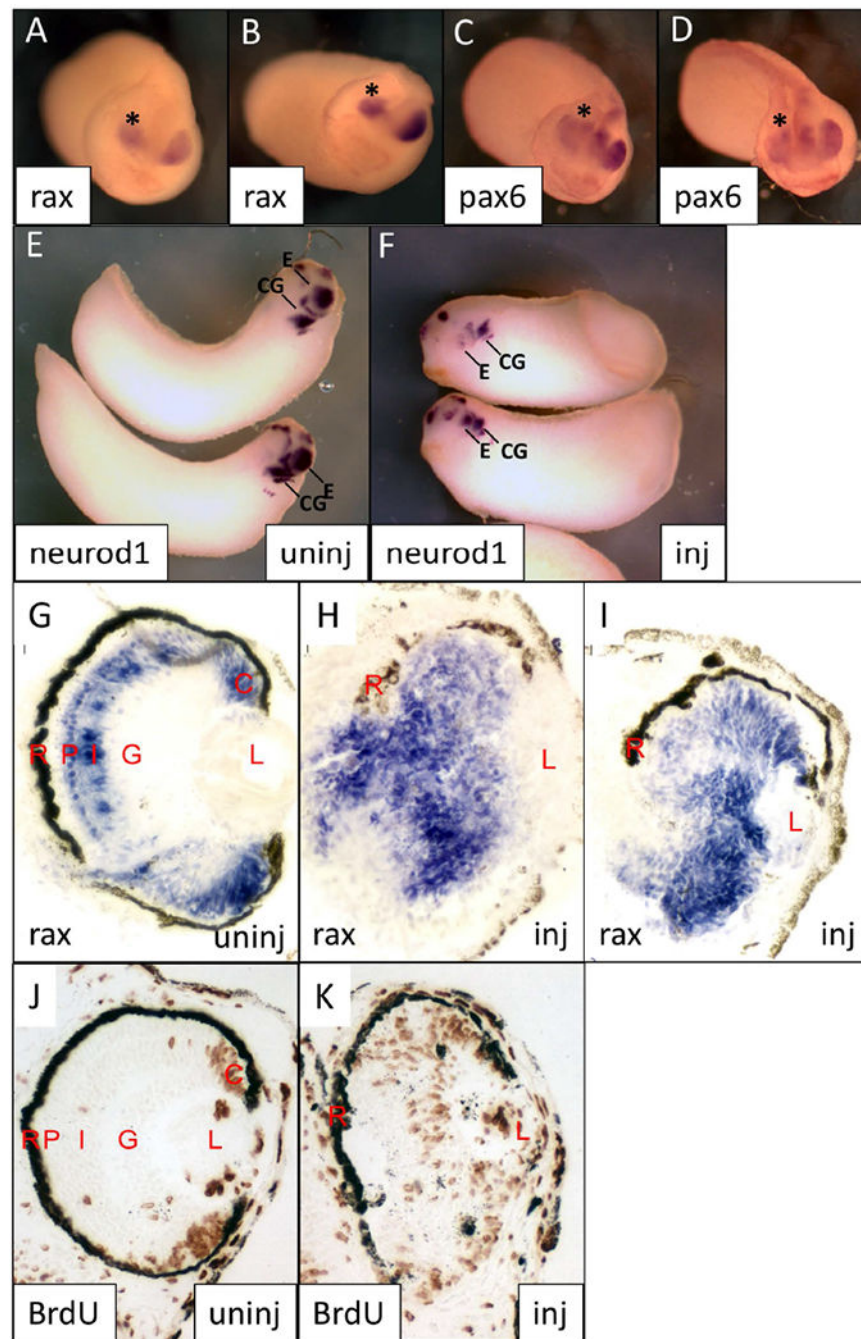 A B C D
* * * *
rax rax pax6 pax6
E F
E
CG
E
CG
CG
E
E
CG
neurod1 uninj neurod1 inj
G H I
C
R P I G L
R
L
R
L
rax uninj rax inj rax inj
J K
C
R P I G L
R
L
BrdU uninj BrdU inj